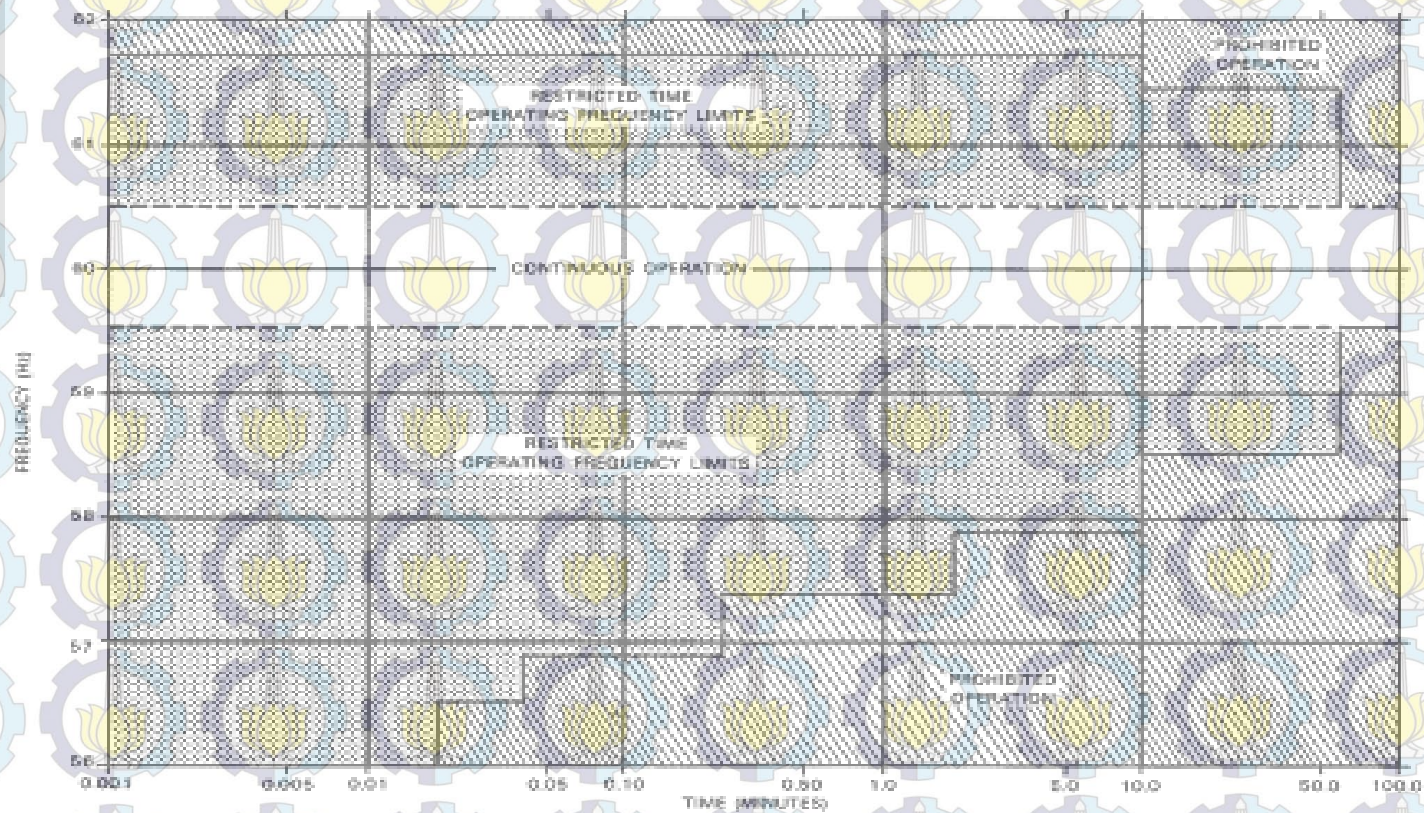 62
PROHIBITED
OPERATION
RESTRICTED TIME
OPERATING FREQUENCY LIMITS
61
60
CONTINUOUS OPERATION
FREQUENCY (Hz)
59
RESTRICTED TIME
OPERATING FREQUENCY LIMITS
58
57
PROHIBITED
OPERATION
56
0.001 0.005 0.01 0.05 0.10 0.50 1.0 5.0 10.0 50.0 100.0
TIME (MINUTES)